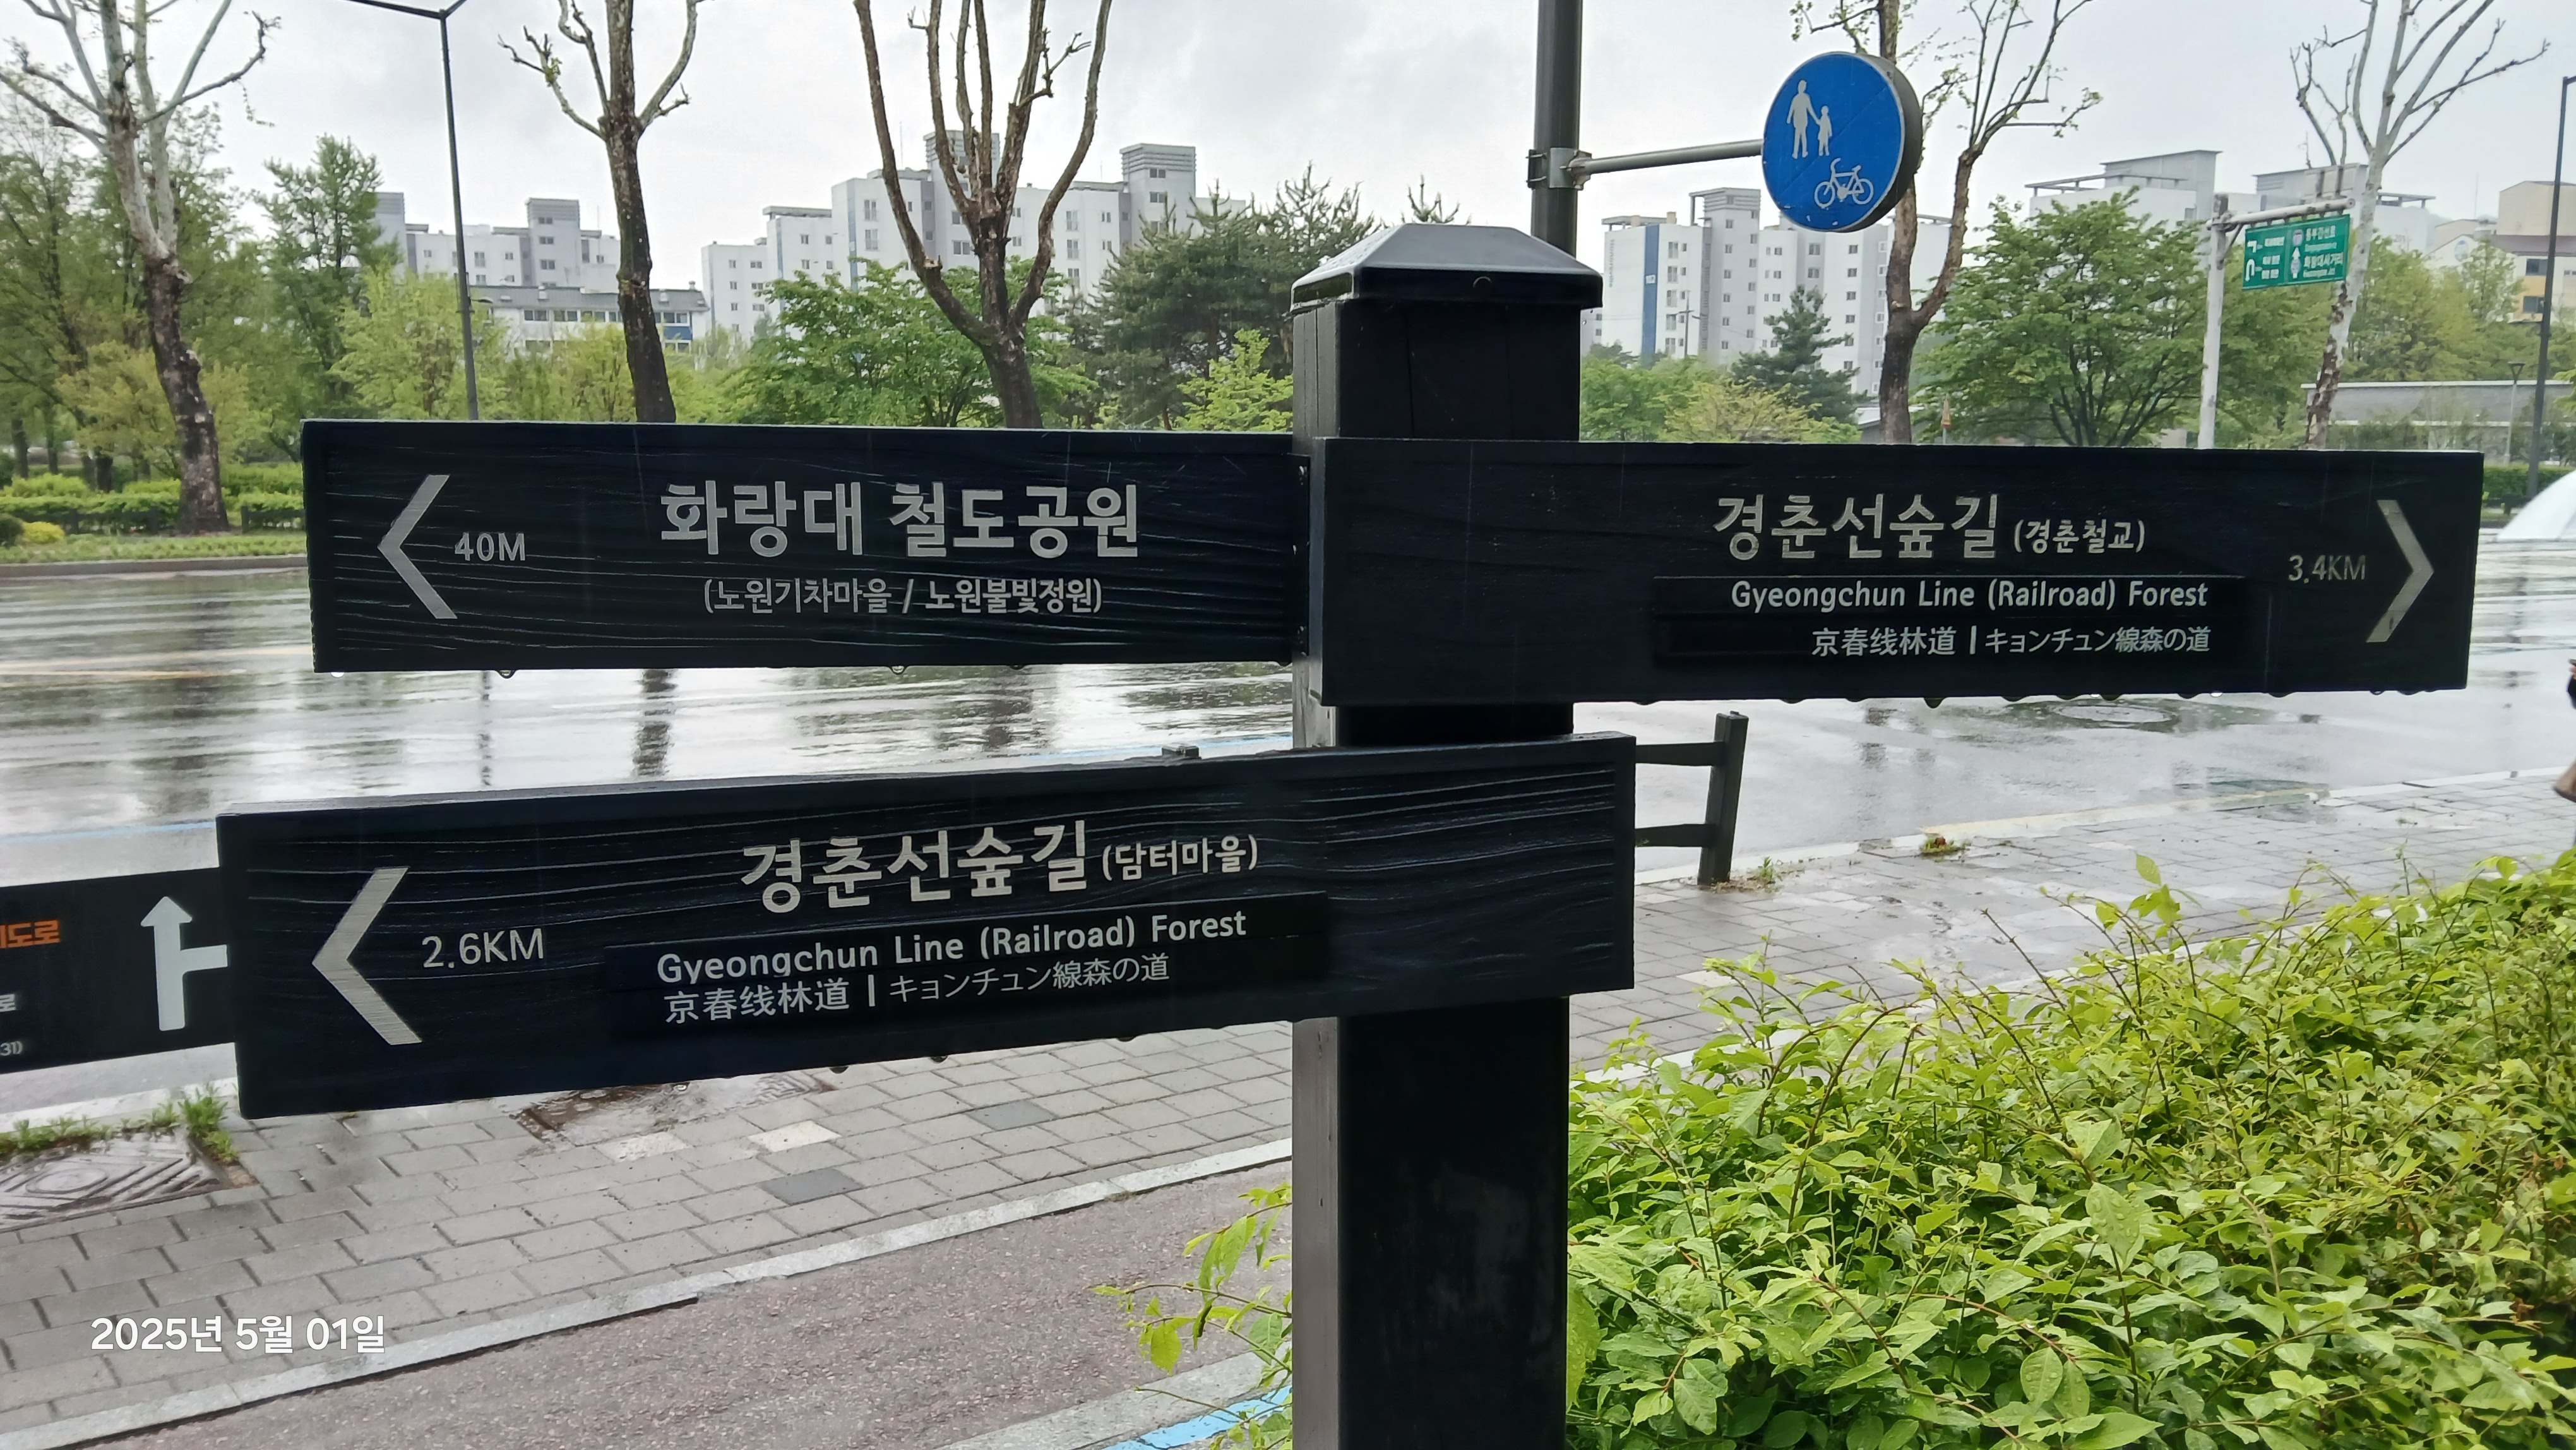 화랑대 철도공원
40M
(노원기차마을 / 노원불빛정원)
경춘선숲길 (경춘철교)
3.4KM
Gyeongchun Line (Railroad) Forest
京春线林道 | キョンチュン線森の道
경춘선숲길 (담터마을)
2.6KM
Gyeongchun Line (Railroad) Forest
京春线林道 | キョンチュン線森の道
2025년 5월 01일